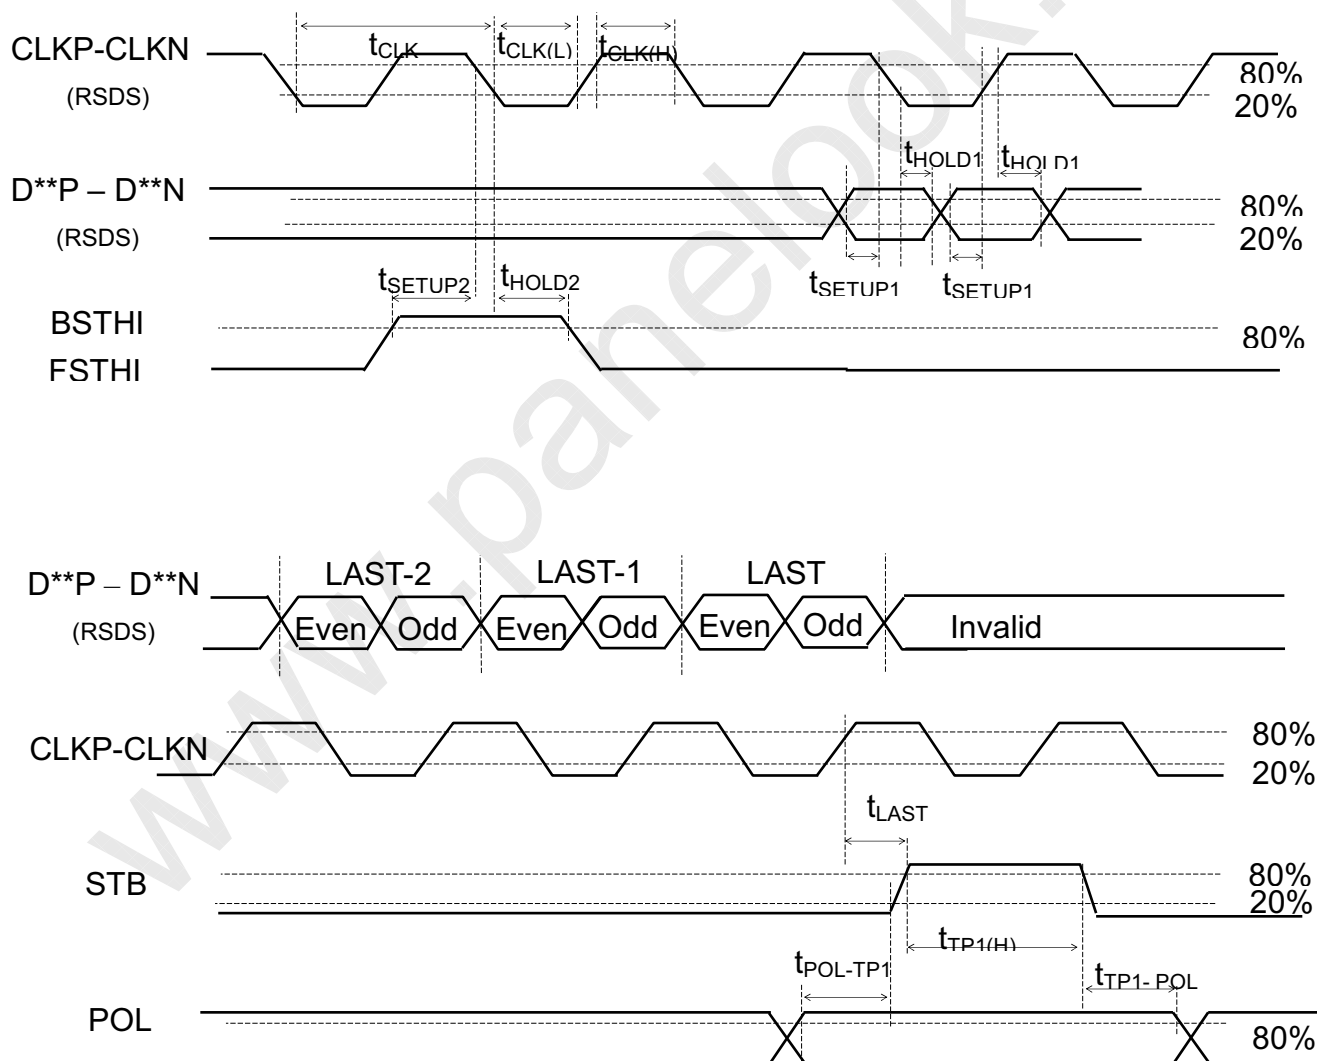 CLKP-CLKN
(RSDS)
tCLK
tCLK(L)
tCLK(H)
80%
20%
D**P – D**N
(RSDS)
tHOLD1
tHOLD1
80%
20%
tSETUP1
tSETUP1
tSETUP2
tHOLD2
BSTHI
FSTHI
80%
www.panelook.
D**P – D**N
(RSDS)
LAST-2
LAST-1
LAST
Even
Odd
Even
Odd
Even
Odd
Invalid
CLKP-CLKN
80%
20%
tLAST
STB
80%
20%
tTP1(H)
tPOL-TP1
tTP1- POL
POL
80%